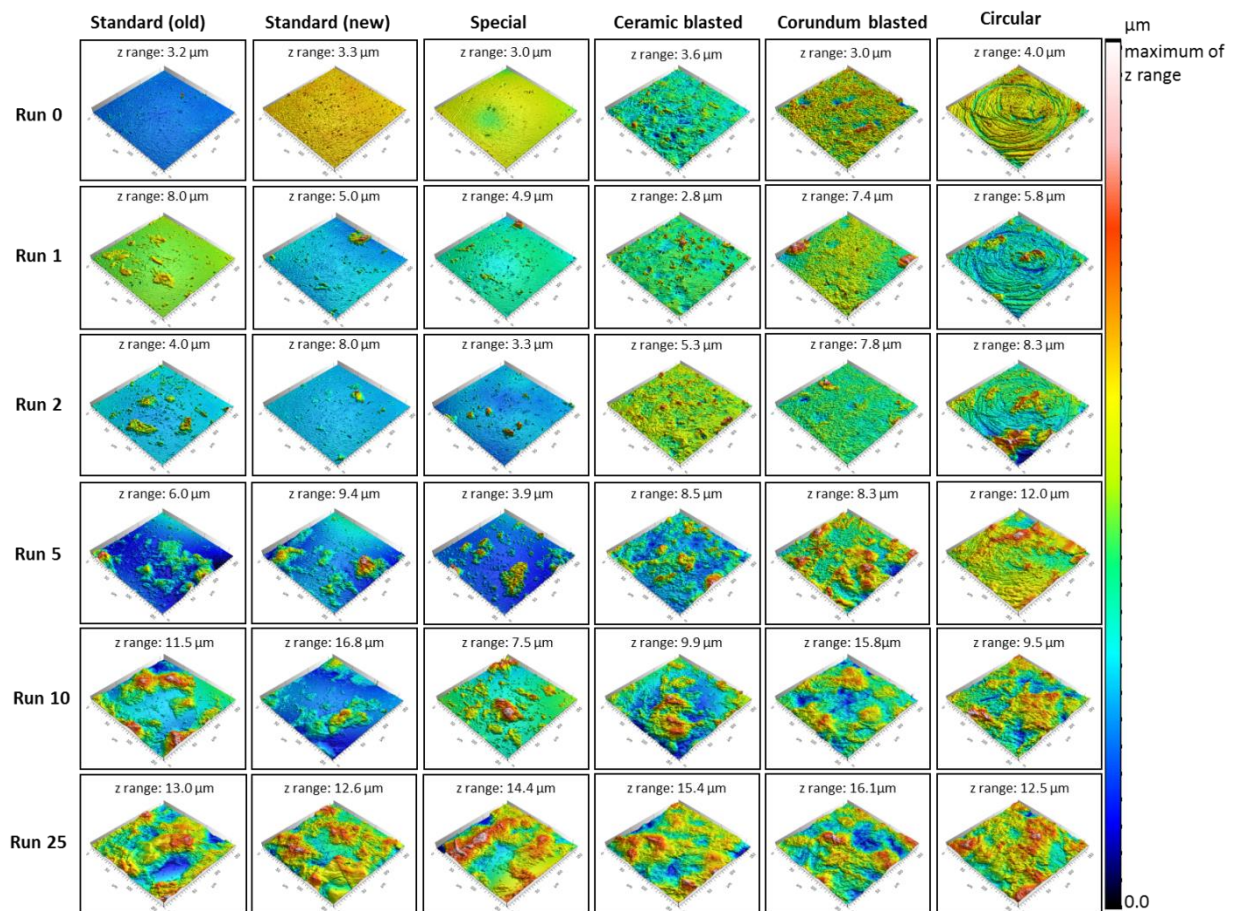 Standard (old) Standard (new) Special Ceramic blasted Corundum blasted Circular
µm
maximum of
z range
Run 0
z range: 3.2 µm z range: 3.3 µm z range: 3.0 µm z range: 3.6 µm z range: 3.0 µm z range: 4.0 µm
Run 1
z range: 8.0 µm z range: 5.0 µm z range: 4.9 µm z range: 2.8 µm z range: 7.4 µm z range: 5.8 µm
Run 2
z range: 4.0 µm z range: 8.0 µm z range: 3.3 µm z range: 5.3 µm z range: 7.8 µm z range: 8.3 µm
Run 5
z range: 6.0 µm z range: 9.4 µm z range: 3.9 µm z range: 8.5 µm z range: 8.3 µm z range: 12.0 µm
Run 10
z range: 11.5 µm z range: 16.8 µm z range: 7.5 µm z range: 9.9 µm z range: 15.8µm z range: 9.5 µm
Run 25
z range: 13.0 µm z range: 12.6 µm z range: 14.4 µm z range: 15.4 µm z range: 16.1µm z range: 12.5 µm
0.0